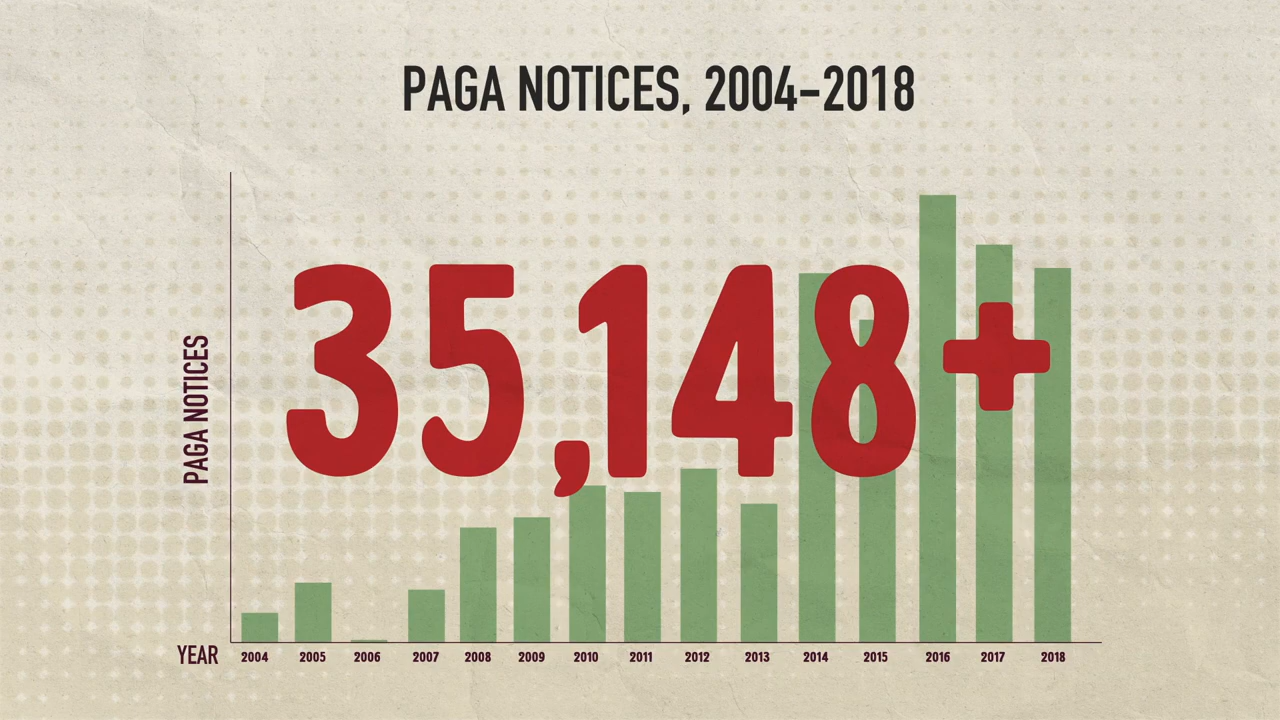 PAGA NOTICES, 2004–2018
35,148+
PAGA NOTICES
YEAR 2004 2005 2006 2007 2008 2009 2010 2011 2012 2013 2014 2015 2016 2017 2018